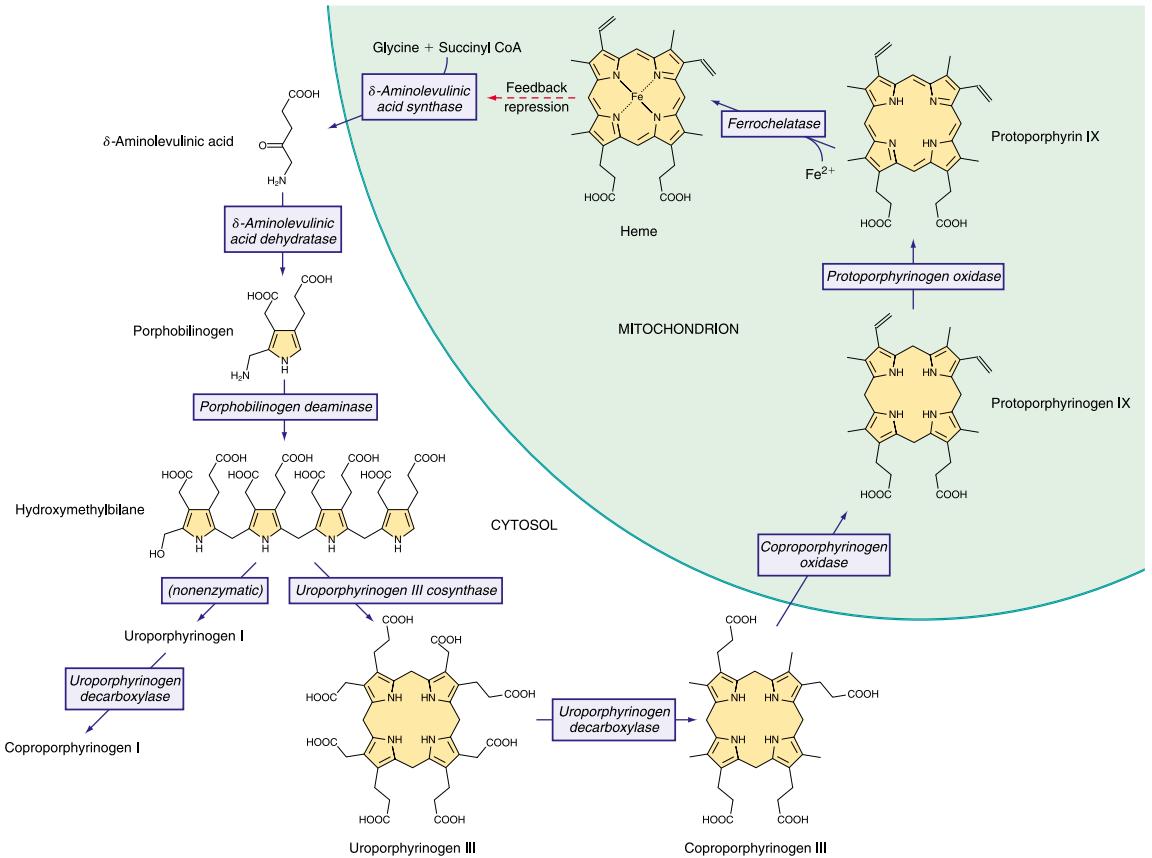 Glycine + Succinyl CoA
δ-Aminolevulinic
acid synthase
Feedback
repression
N
N
Fe
N
N
HOOC
COOH
Heme
Ferrochelatase
Fe2+
NH
N
N
HN
HOOC
COOH
Protoporphyrin IX
Protoporphyrinogen oxidase
MITOCHONDRION
NH
HN
NH
HN
HOOC
COOH
Protoporphyrinogen IX
Coproporphyrinogen
oxidase
COOH
O
H2N
δ-Aminolevulinic acid
δ-Aminolevulinic
acid dehydratase
COOH
HOOC
N
H
H2N
Porphobilinogen
Porphobilinogen deaminase
COOH
COOH
COOH
COOH
HOOC
HOOC
HOOC
HOOC
Hydroxymethylbilane
N
H
N
H
N
H
N
H
HO
CYTOSOL
(nonenzymatic)
Uroporphyrinogen III cosynthase
Uroporphyrinogen I
Uroporphyrinogen
decarboxylase
Coproporphyrinogen I
COOH
COOH
HOOC
COOH
NH
HN
HOOC
NH
HN
COOH
HOOC
COOH
Uroporphyrinogen III
Uroporphyrinogen
decarboxylase
COOH
NH
HN
COOH
NH
HN
HOOC
COOH
Coproporphyrinogen III